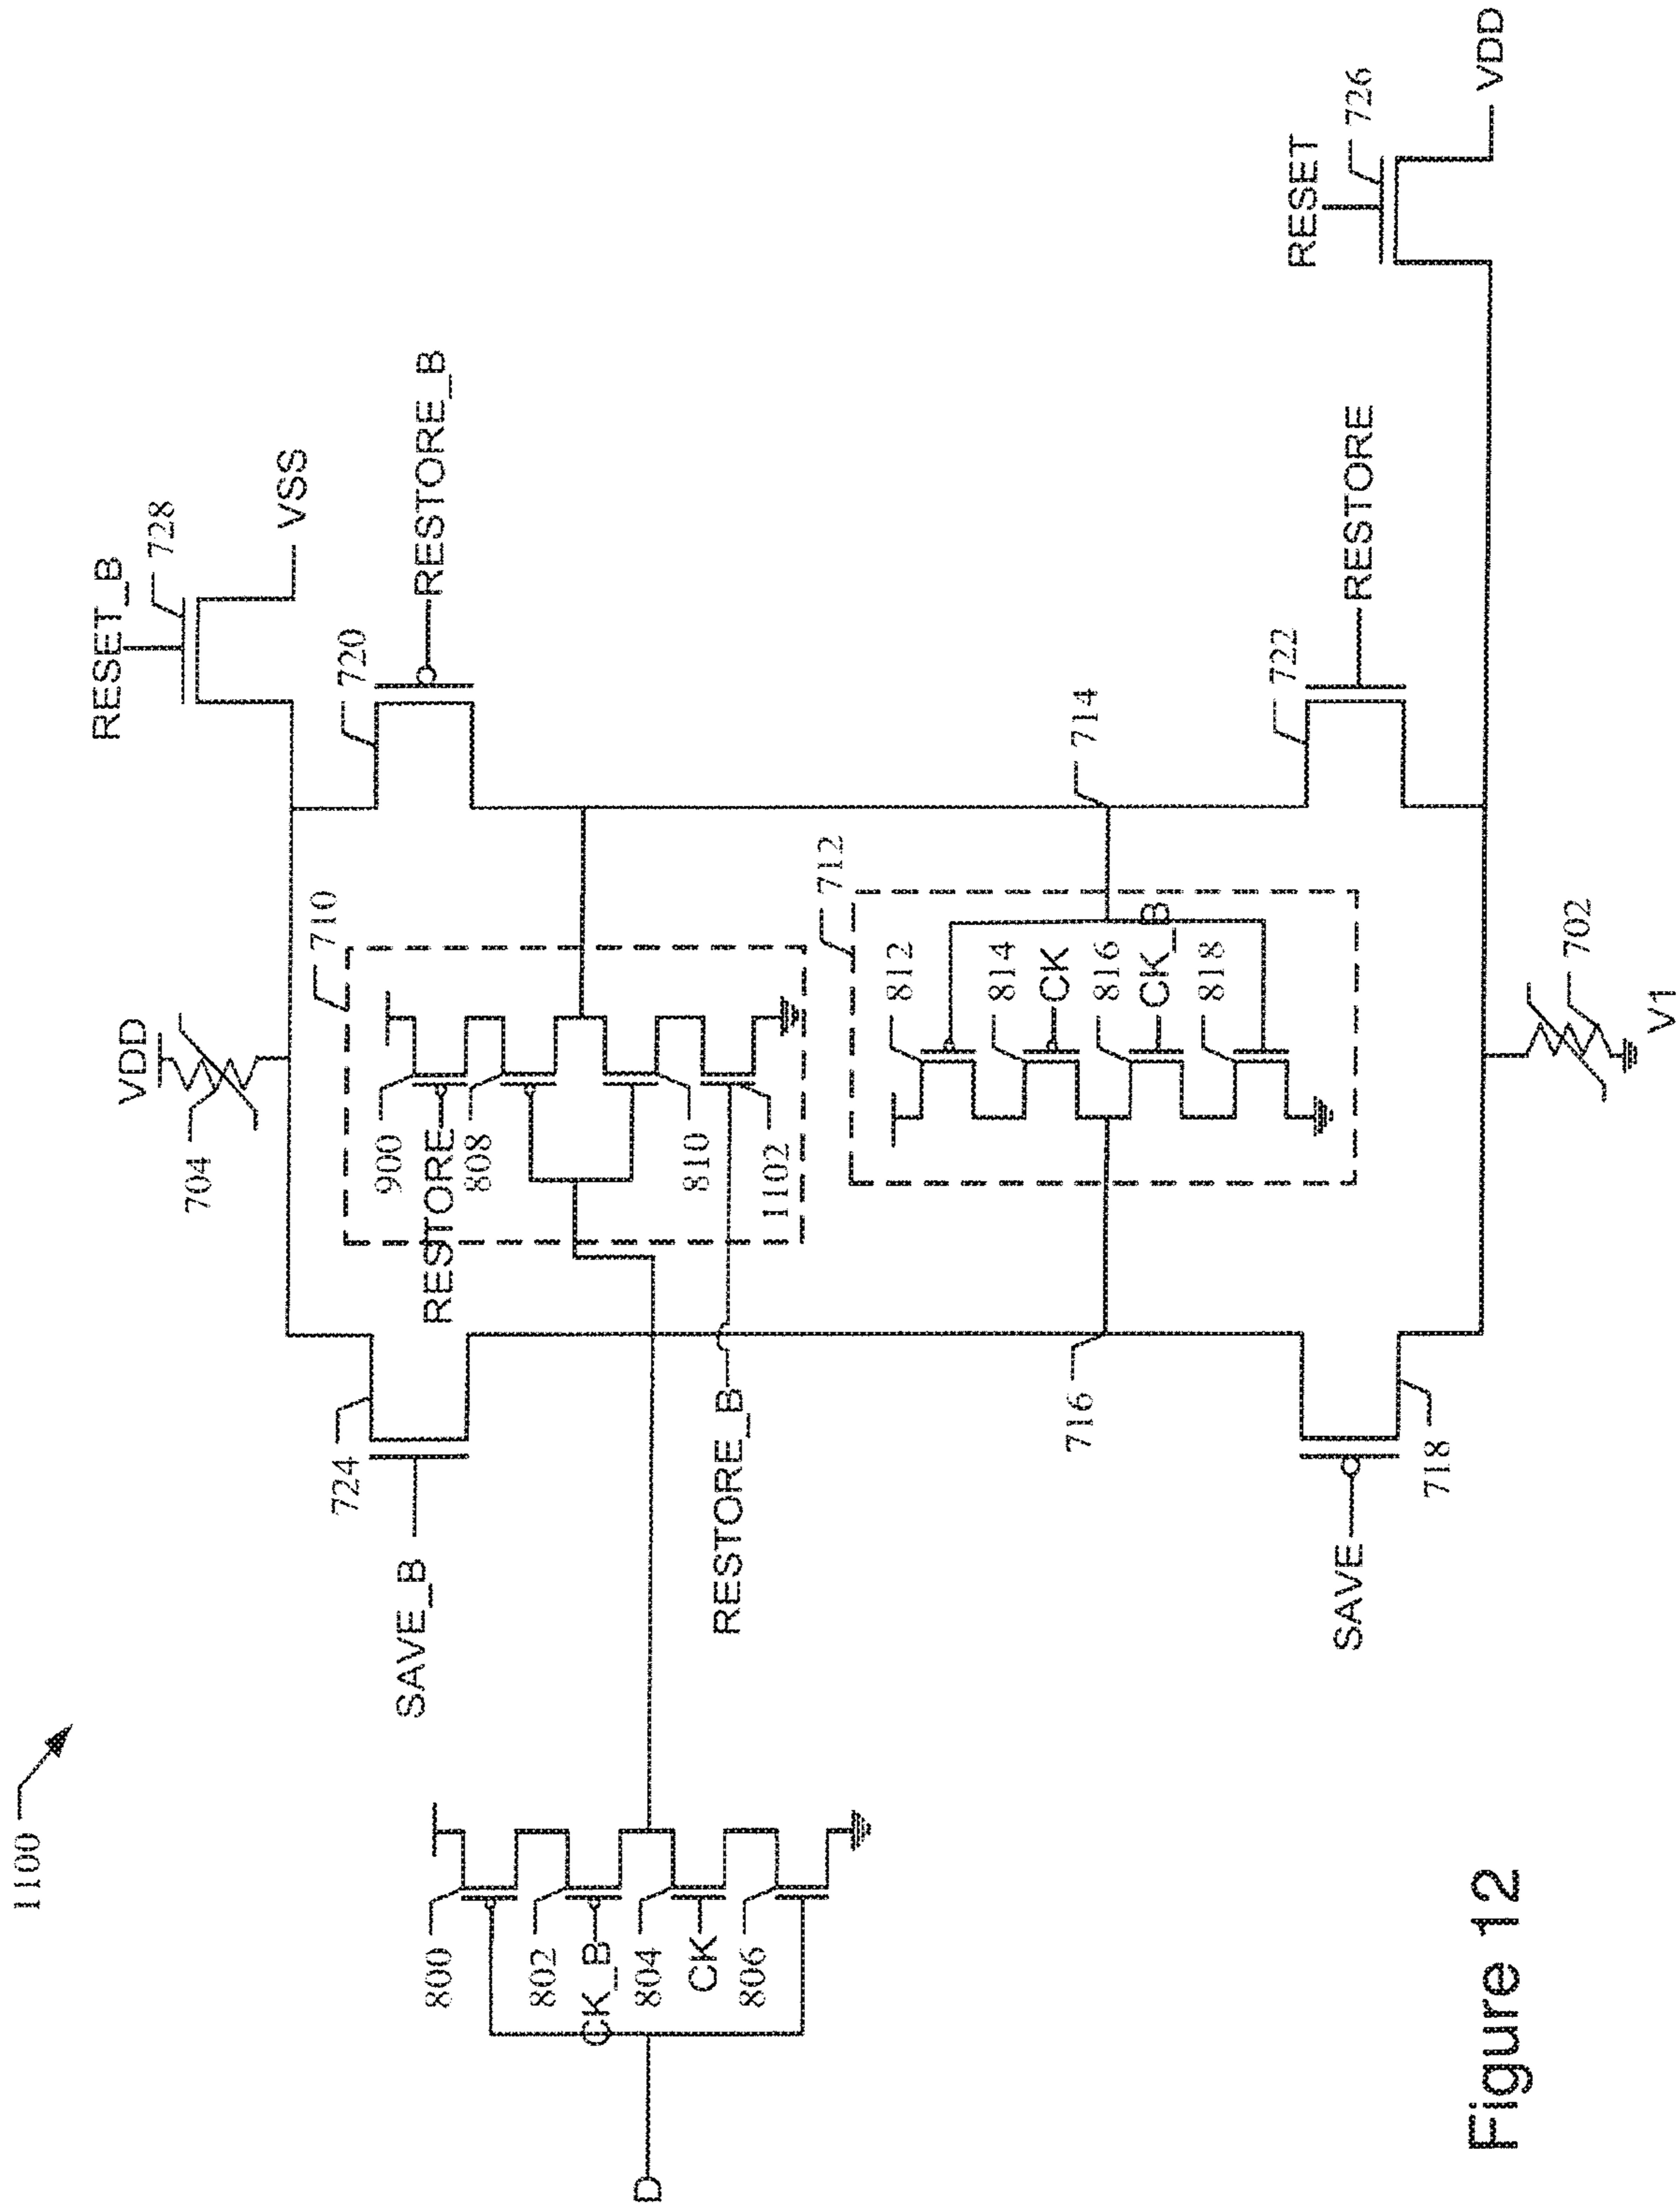 1100
RESET_B
728
VSS
VDD
704
720
RESTORE_B
710
724
SAVE_B
900
RESTORE
808
810
1102
RESTORE_B
800
802
CK_B
804
CK
806
D
712
714
812
814
CK
816
CK_B
818
716
722
RESTORE
RESET
726
VDD
SAVE
718
702
V1
Figure 12